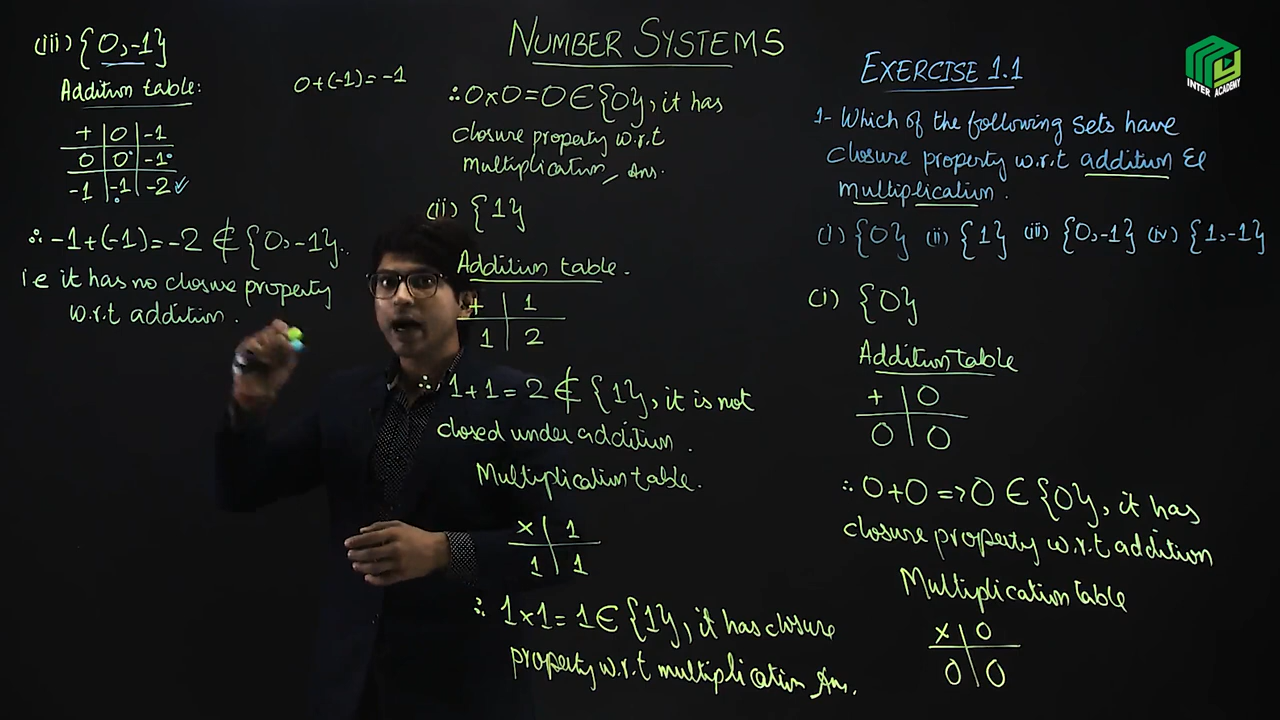 NUMBER SYSTEMS
INTER ACADEMY
EXERCISE 1.1
1- Which of the following sets have
closure property w.r.t addition &
multiplication.
(i) {0} (ii) {1} (iii) {0,-1} (iv) {1,-1}
(i) {0}
Addition table
+ | 0
0 | 0
∴ 0+0=>0 ∈ {0}, it has
closure property w.r.t addition
Multiplication table
× | 0
0 | 0
∴ 0×0=0 ∈ {0}, it has
closure property w.r.t
multiplication, Ans.
(ii) {1}
Addition table.
+ | 1
1 | 2
∴ 1+1=2 ∉ {1}, it is not
closed under addition.
Multiplication table.
× | 1
1 | 1
∴ 1×1=1 ∈ {1}, it has closure
property w.r.t multiplication Ans.
(iii) {0,-1}
Addition table:
0+(-1)=-1
+ | 0 | -1
0 | 0 | -1
-1 | -1 | -2 ✓
∴ -1+(-1)=-2 ∉ {0,-1}.
i.e it has no closure property
w.r.t addition.